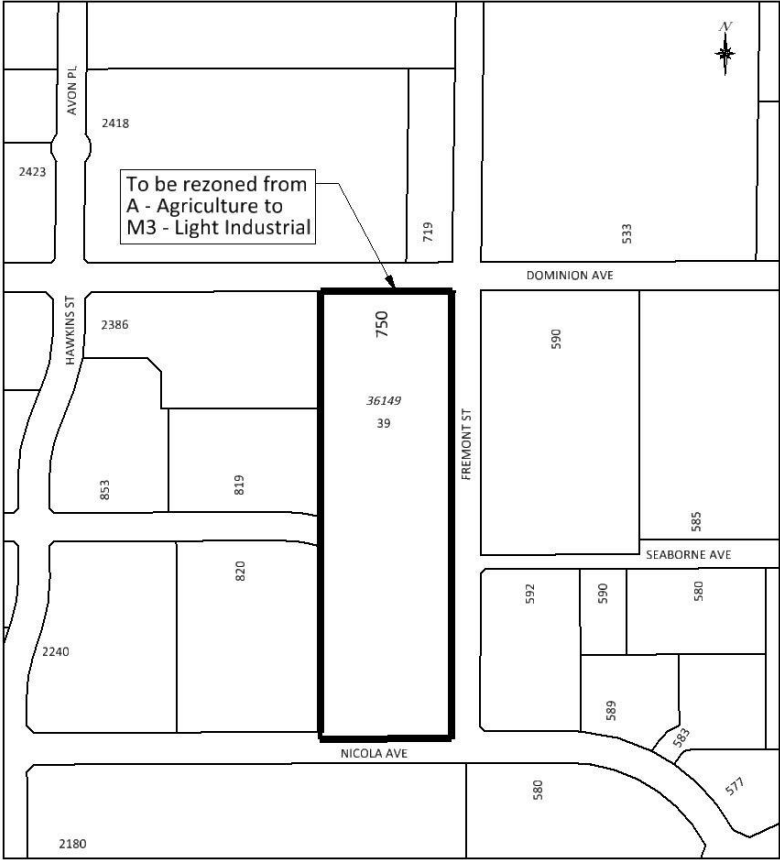 N
AVON PL
2418
2423
To be rezoned from
A - Agriculture to
M3 - Light Industrial
719
533
DOMINION AVE
HAWKINS ST
2386
750
590
36149
39
FREMONT ST
853
819
585
SEABORNE AVE
820
592
590
580
2240
589
583
NICOLA AVE
580
577
2180